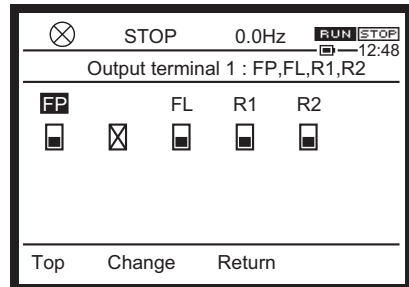 STOP 0.0Hz RUN STOP
12:48
Output terminal 1 : FP,FL,R1,R2
FP FL R1 R2
Top Change Return